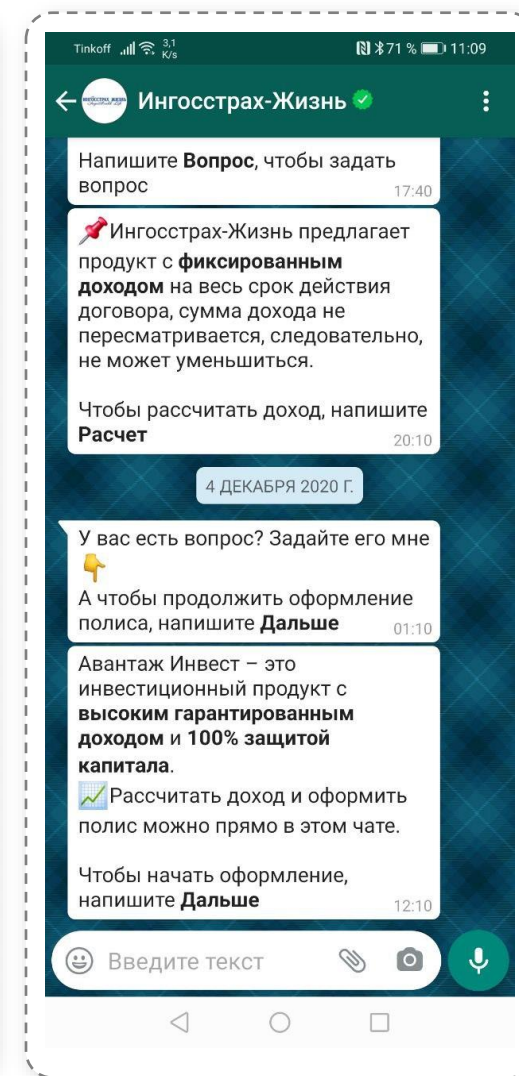 Tinkoff 3,1 71 % 11:09
K/s
Ингосстрах-Жизнь
Напишите Вопрос, чтобы задать
вопрос
17:40
📌Ингосстрах-Жизнь предлагает
продукт с фиксированным
доходом на весь срок действия
договора, сумма дохода не
пересматривается, следовательно,
не может уменьшиться.
Чтобы рассчитать доход, напишите
Расчет
20:10
4 ДЕКАБРЯ 2020 Г.
У вас есть вопрос? Задайте его мне
👇
А чтобы продолжить оформление
полиса, напишите Дальше
01:10
Авантаж Инвест – это
инвестиционный продукт с
высоким гарантированным
доходом и 100% защитой
капитала.
📈Рассчитать доход и оформить
полис можно прямо в этом чате.
Чтобы начать оформление,
напишите Дальше
12:10
Введите текст